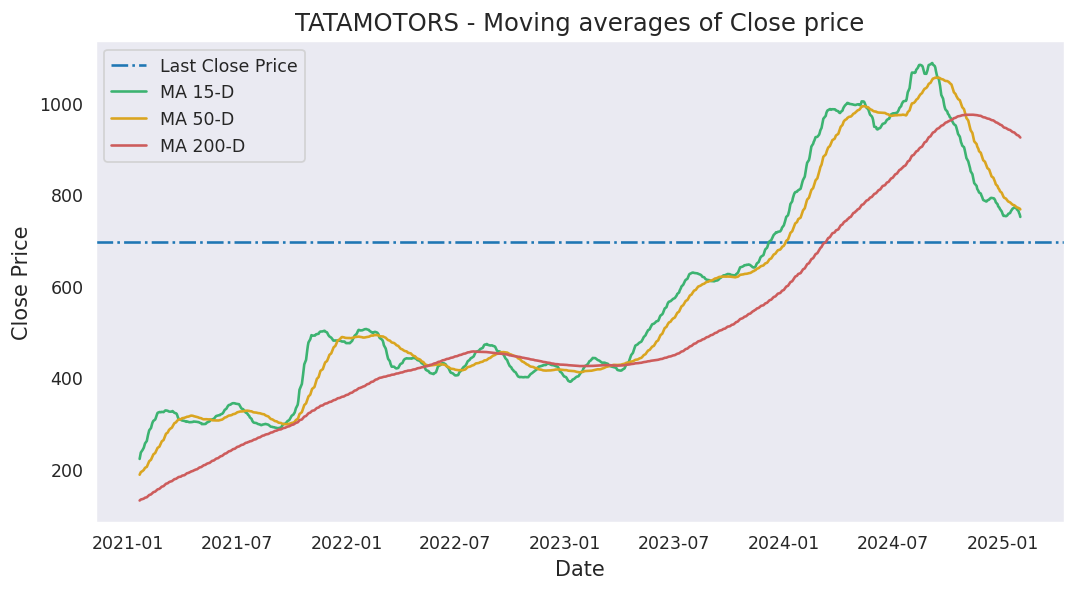 TATAMOTORS - Moving averages of Close price
Last Close Price
MA 15-D
MA 50-D
MA 200-D
1000
800
600
400
200
Close Price
2021-01 2021-07 2022-01 2022-07 2023-01 2023-07 2024-01 2024-07 2025-01
Date